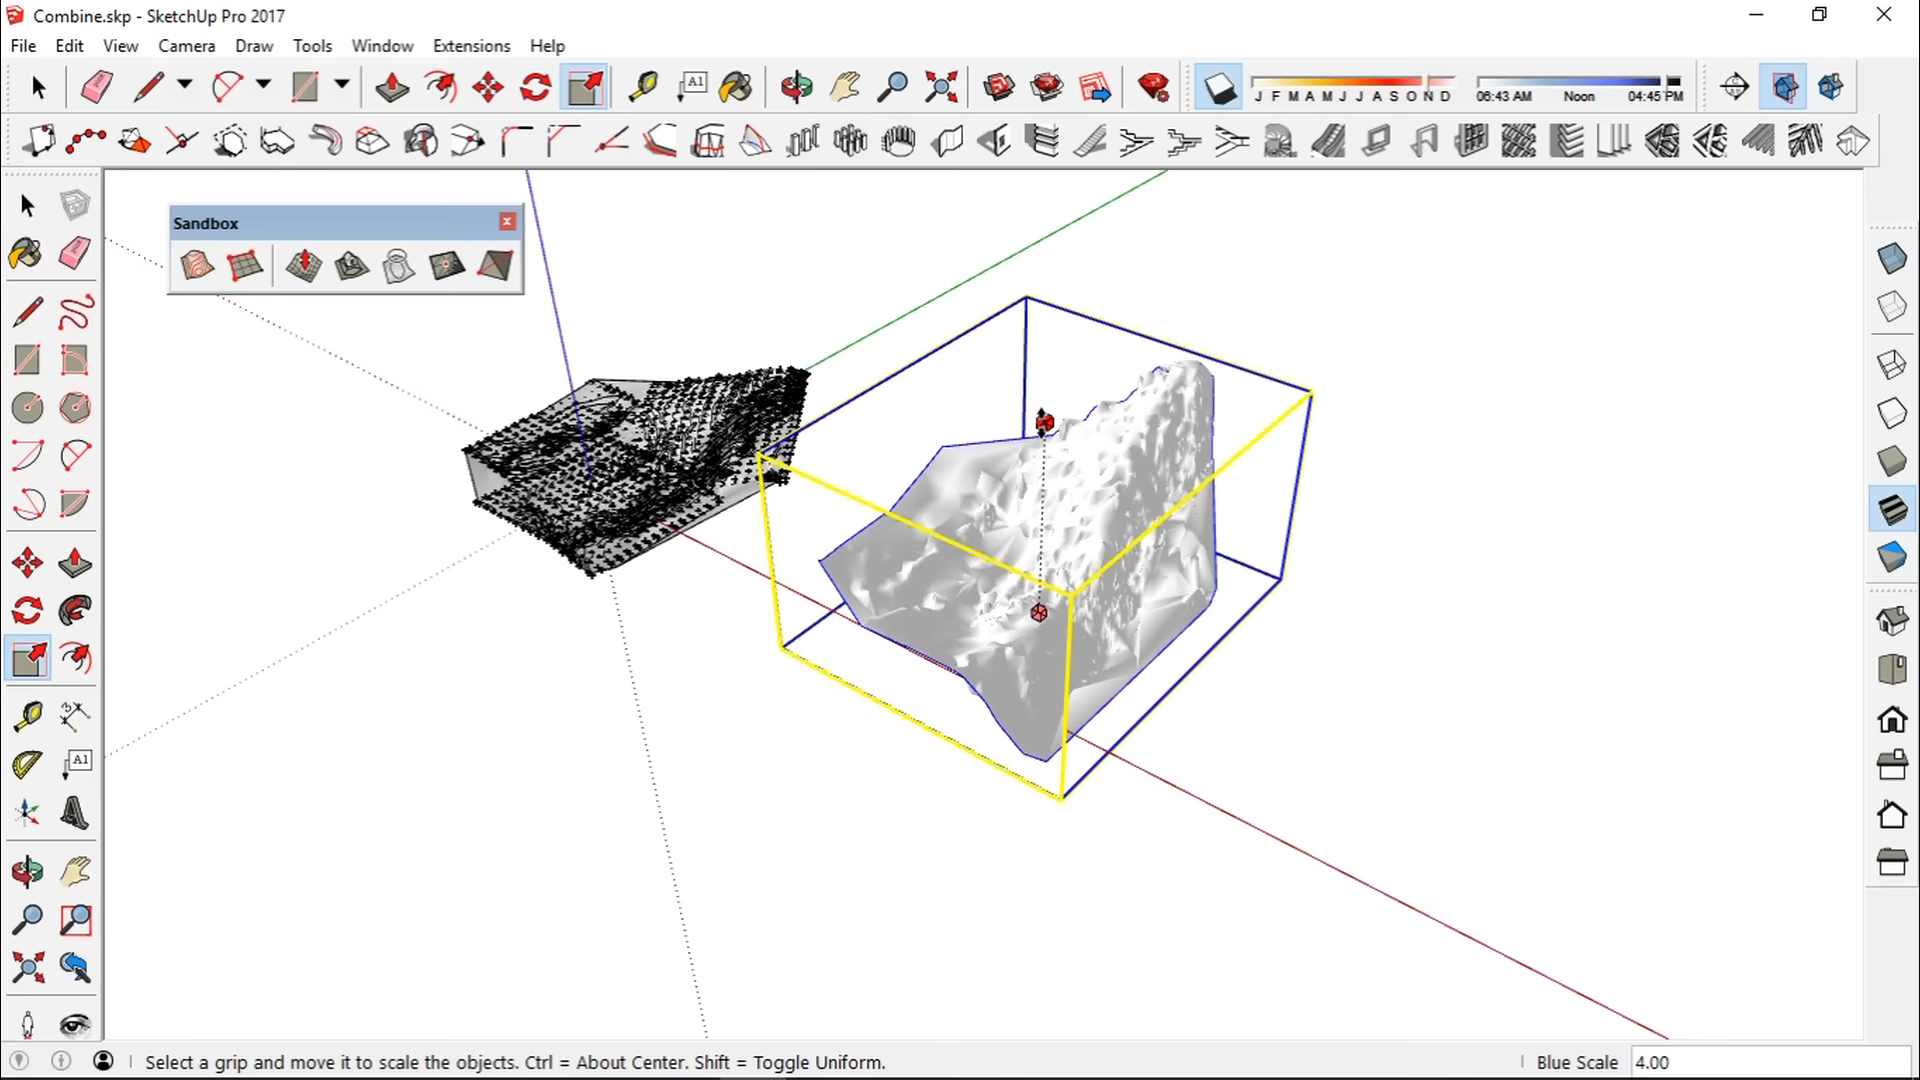 Combine.skp - SketchUp Pro 2017
File Edit View Camera Draw Tools Window Extensions Help
A1
J F M A M J J A S O N D
06:43 AM Noon 04:45 PM
Sandbox
A1
Select a grip and move it to scale the objects. Ctrl = About Center. Shift = Toggle Uniform.
Blue Scale 4.00